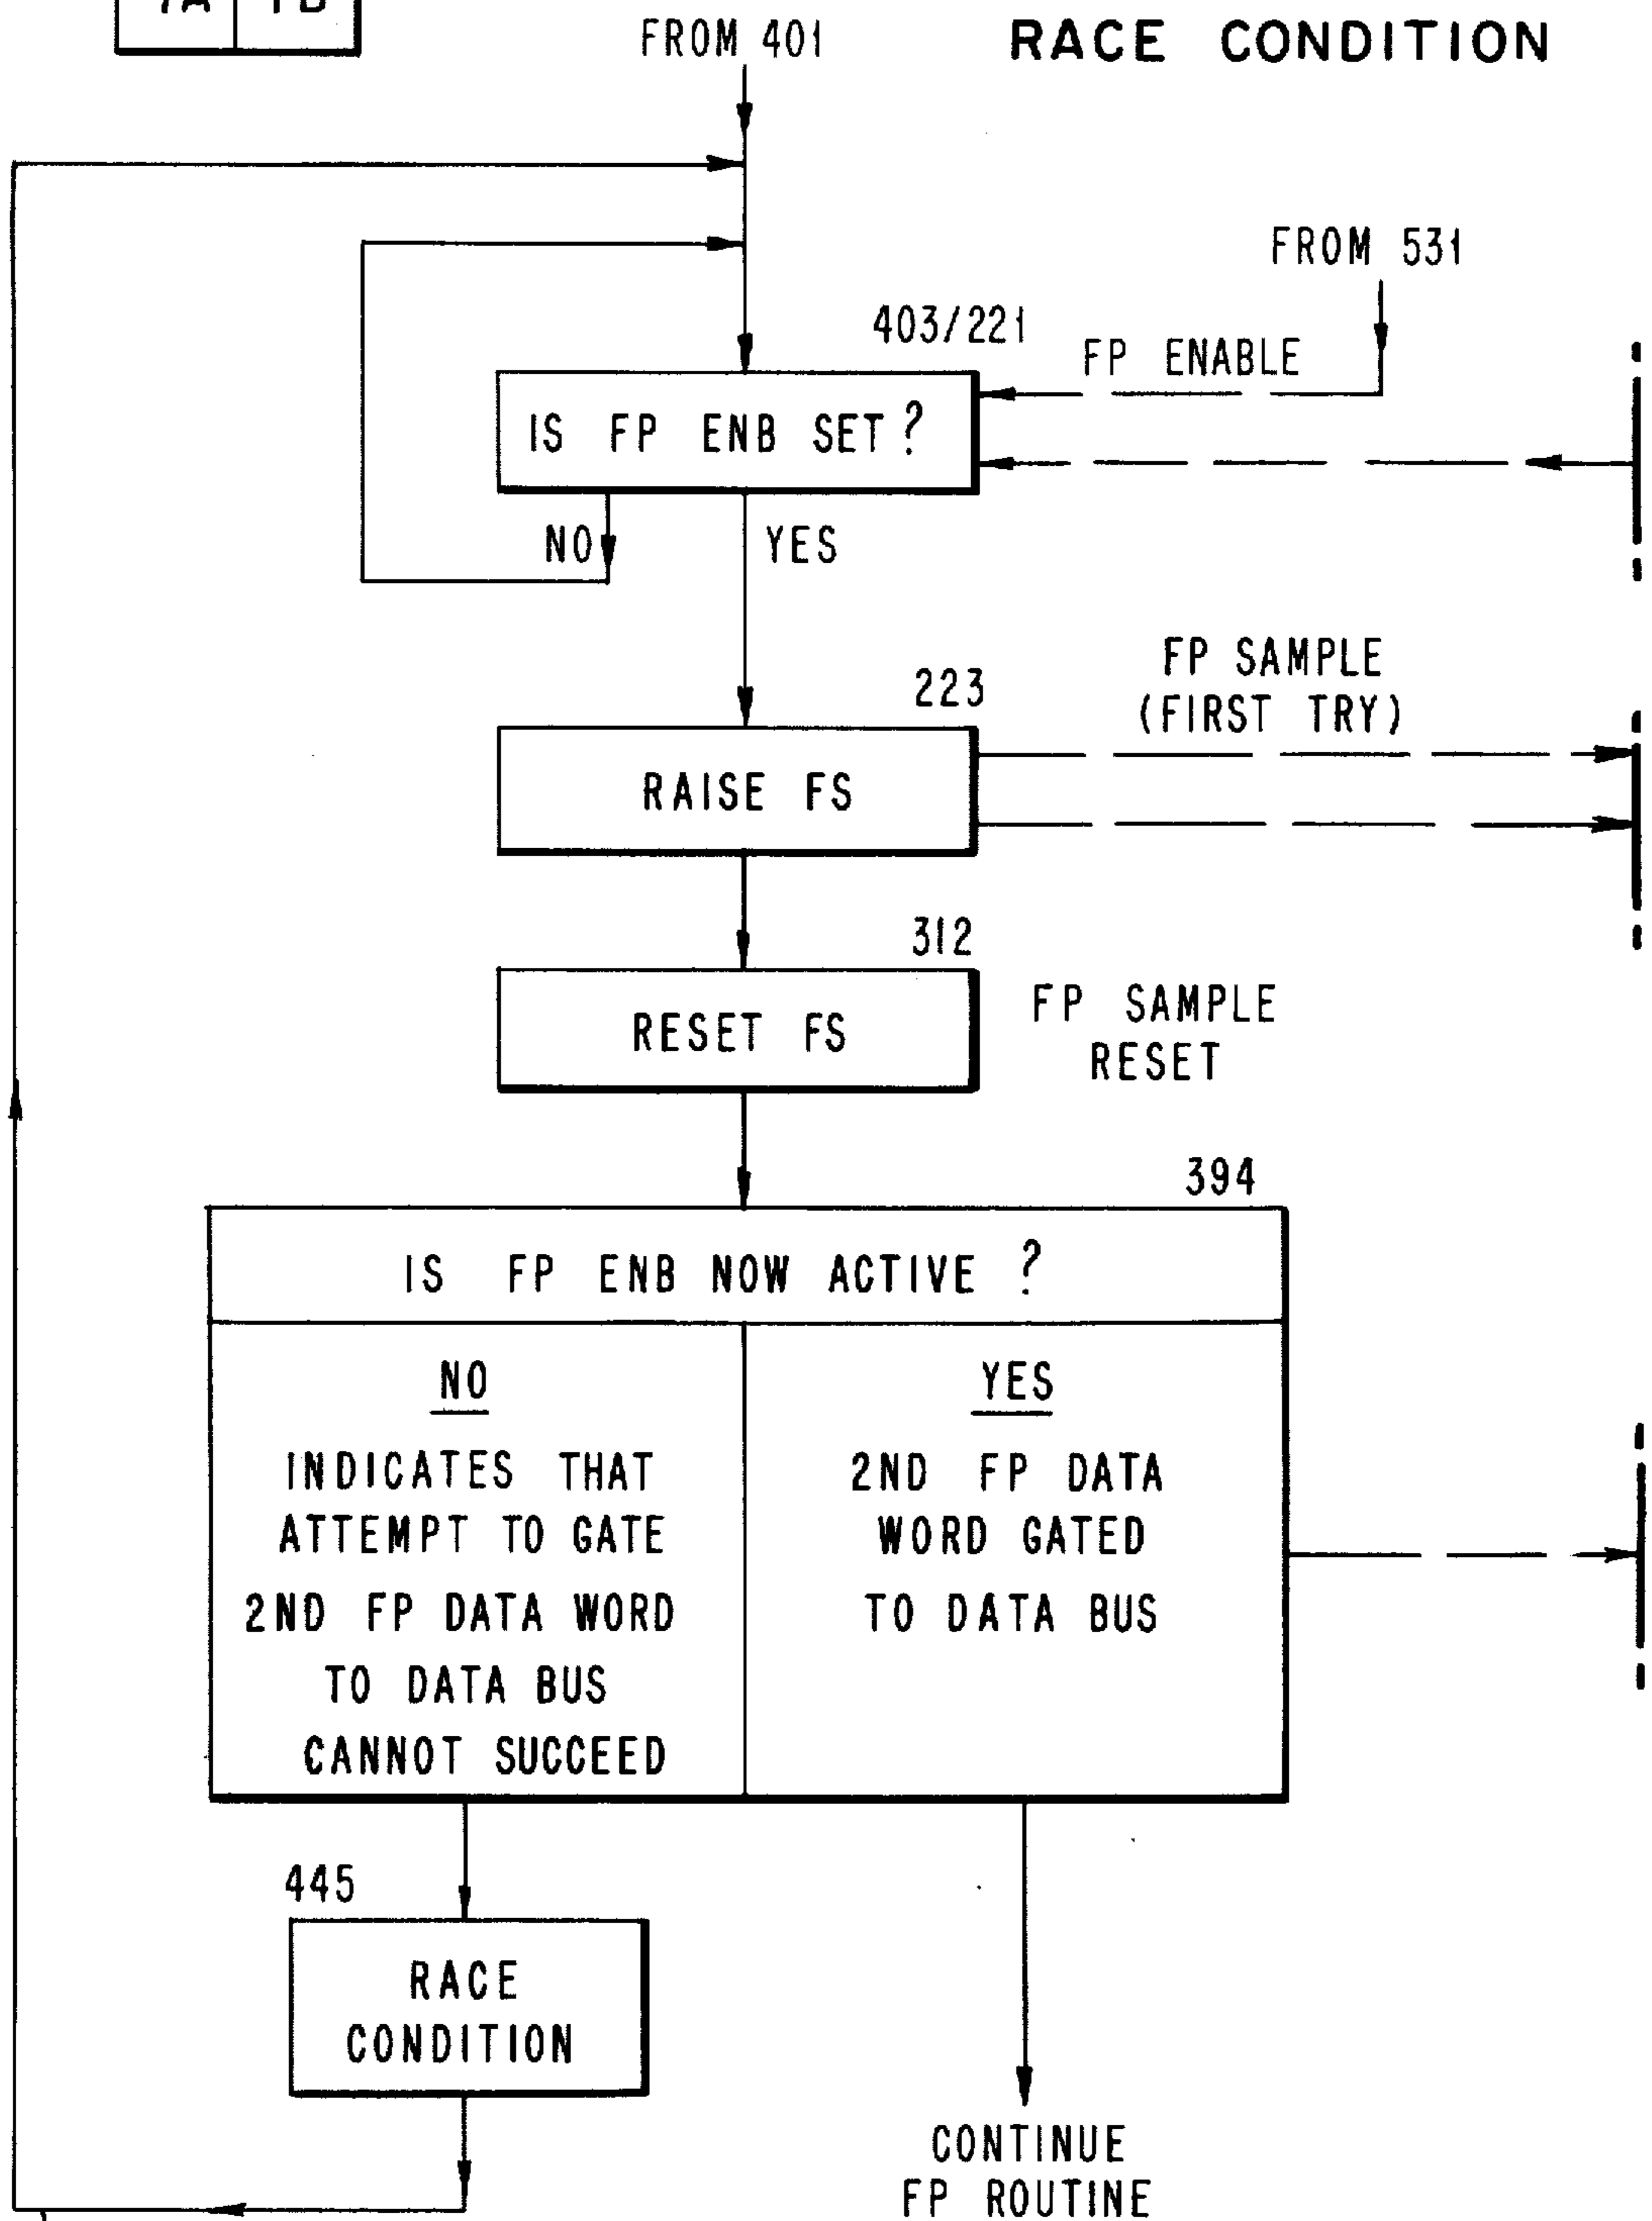 FROM 401
RACE CONDITION
FROM 531
403/221
FP ENABLE
IS FP ENB SET?
NO
YES
FP SAMPLE
(FIRST TRY)
223
RAISE FS
312
RESET FS
FP SAMPLE
RESET
394
IS FP ENB NOW ACTIVE ?
NO
INDICATES THAT
ATTEMPT TO GATE
2ND FP DATA WORD
TO DATA BUS
CANNOT SUCCEED
YES
2ND FP DATA
WORD GATED
TO DATA BUS
445
RACE
CONDITION
CONTINUE
FP ROUTINE